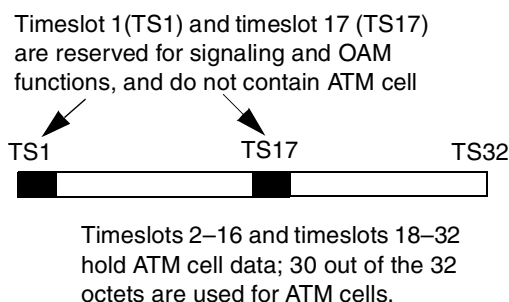 Timeslot 1(TS1) and timeslot 17 (TS17)
are reserved for signaling and OAM
functions, and do not contain ATM cell
TS1 TS17 TS32
Timeslots 2–16 and timeslots 18–32
hold ATM cell data; 30 out of the 32
octets are used for ATM cells.